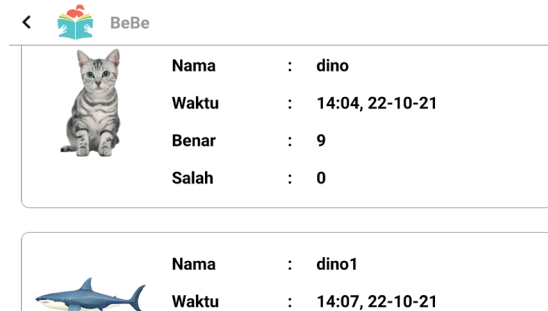 BeBe
Nama : dino
Waktu : 14:04, 22-10-21
Benar : 9
Salah : 0
Nama : dino1
Waktu : 14:07, 22-10-21